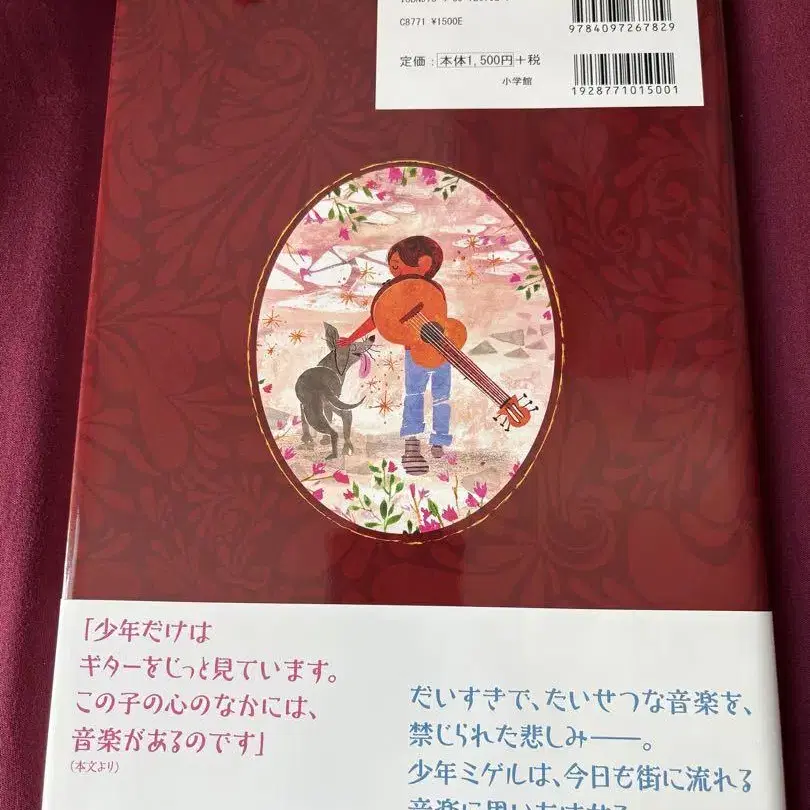 C8771 ¥1500E
9784097267829
定価：本体1,500円+税
小学館
1928771015001
「少年だけは
ギターをじっと見ています。
この子の心のなかには、
音楽があるのです」
(本文より)
だいすきで、たいせつな音楽を、
禁じられた悲しみ――。
少年ミゲルは、今日も街に流れる